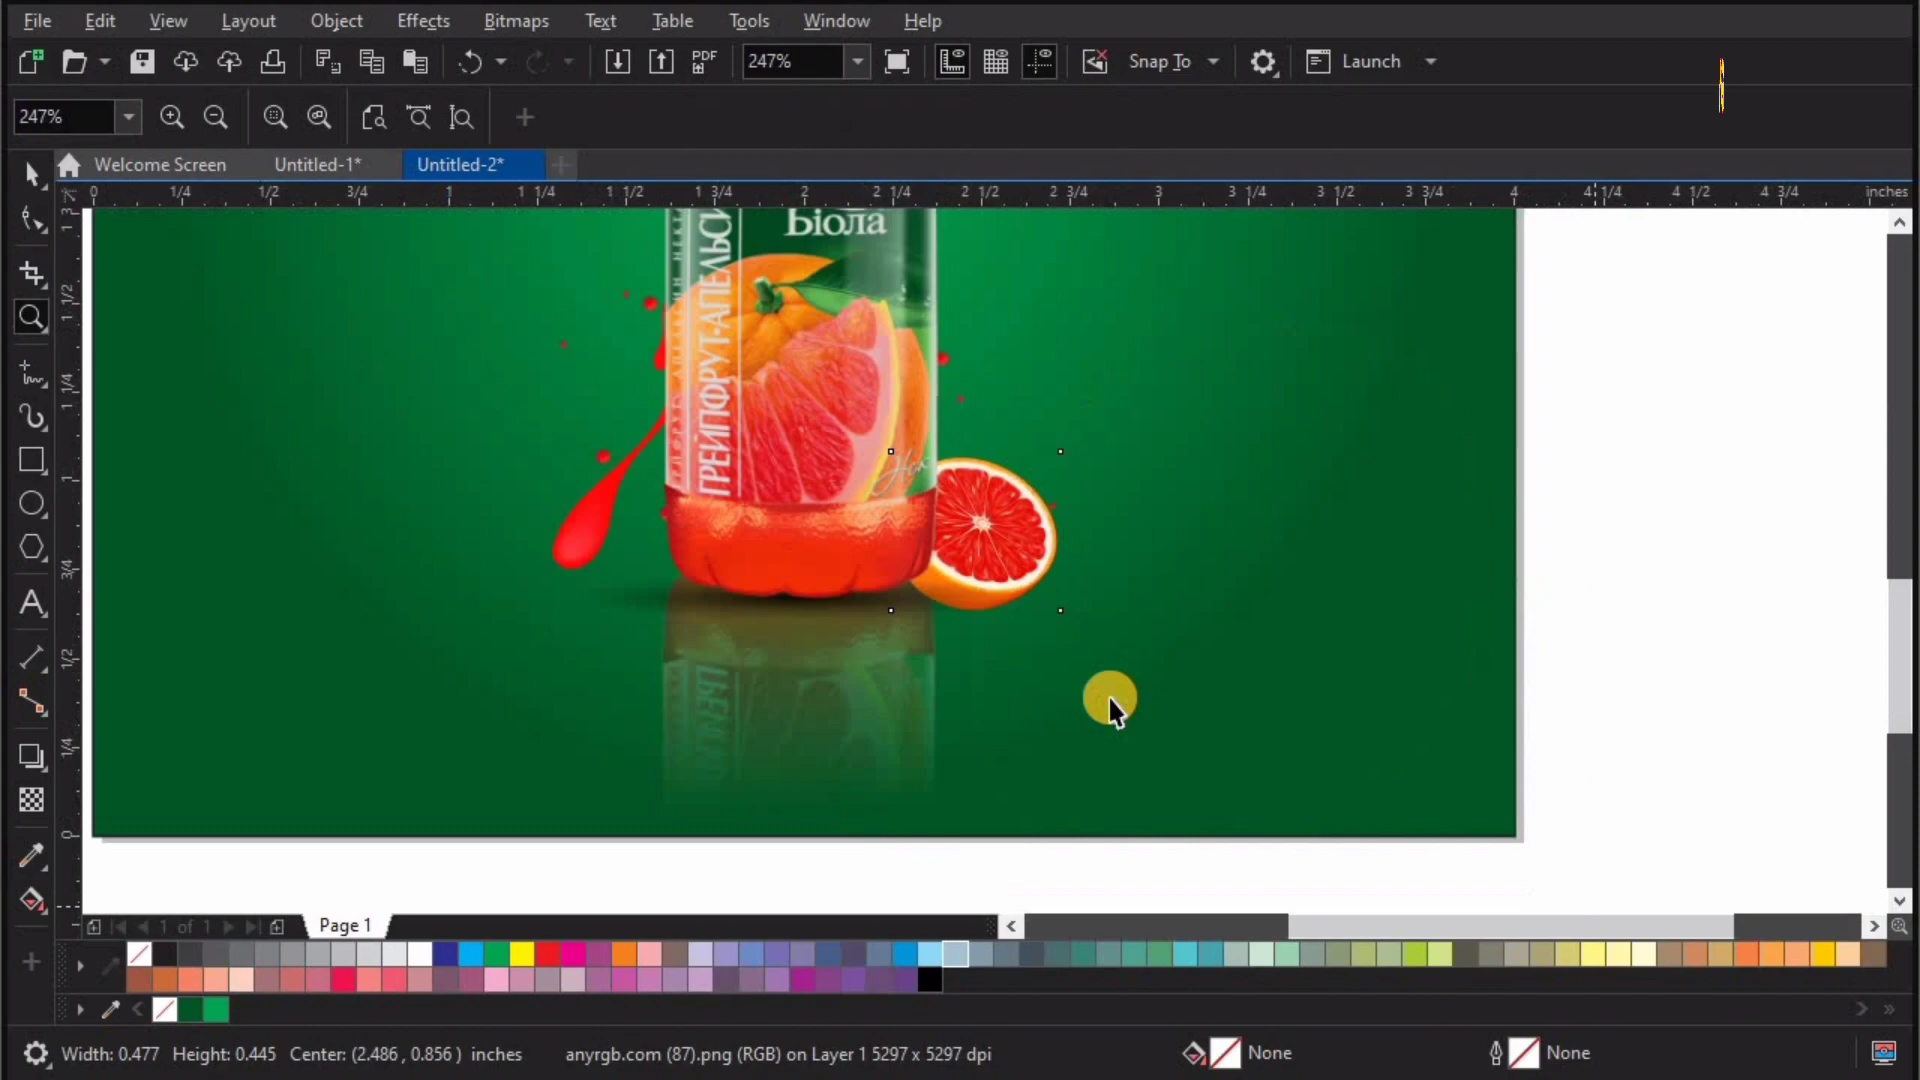 File Edit View Layout Object Effects Bitmaps Text Table Tools Window Help
PDF 247% Snap To Launch
247%
Welcome Screen Untitled-1* Untitled-2*
0 1/4 1/2 3/4 1 1 1/4 1 1/2 1 3/4 2 2 1/4 2 1/2 2 3/4 3 3 1/4 3 1/2 3 3/4 4 4 1/4 4 1/2 4 3/4 inches
Біола
ГРЕЙПФРУТ·АПЕЛЬСИ
Нек
1 of 1 Page 1
Width: 0.477 Height: 0.445 Center: (2.486 , 0.856 ) inches anyrgb.com (87).png (RGB) on Layer 1 5297 x 5297 dpi None None